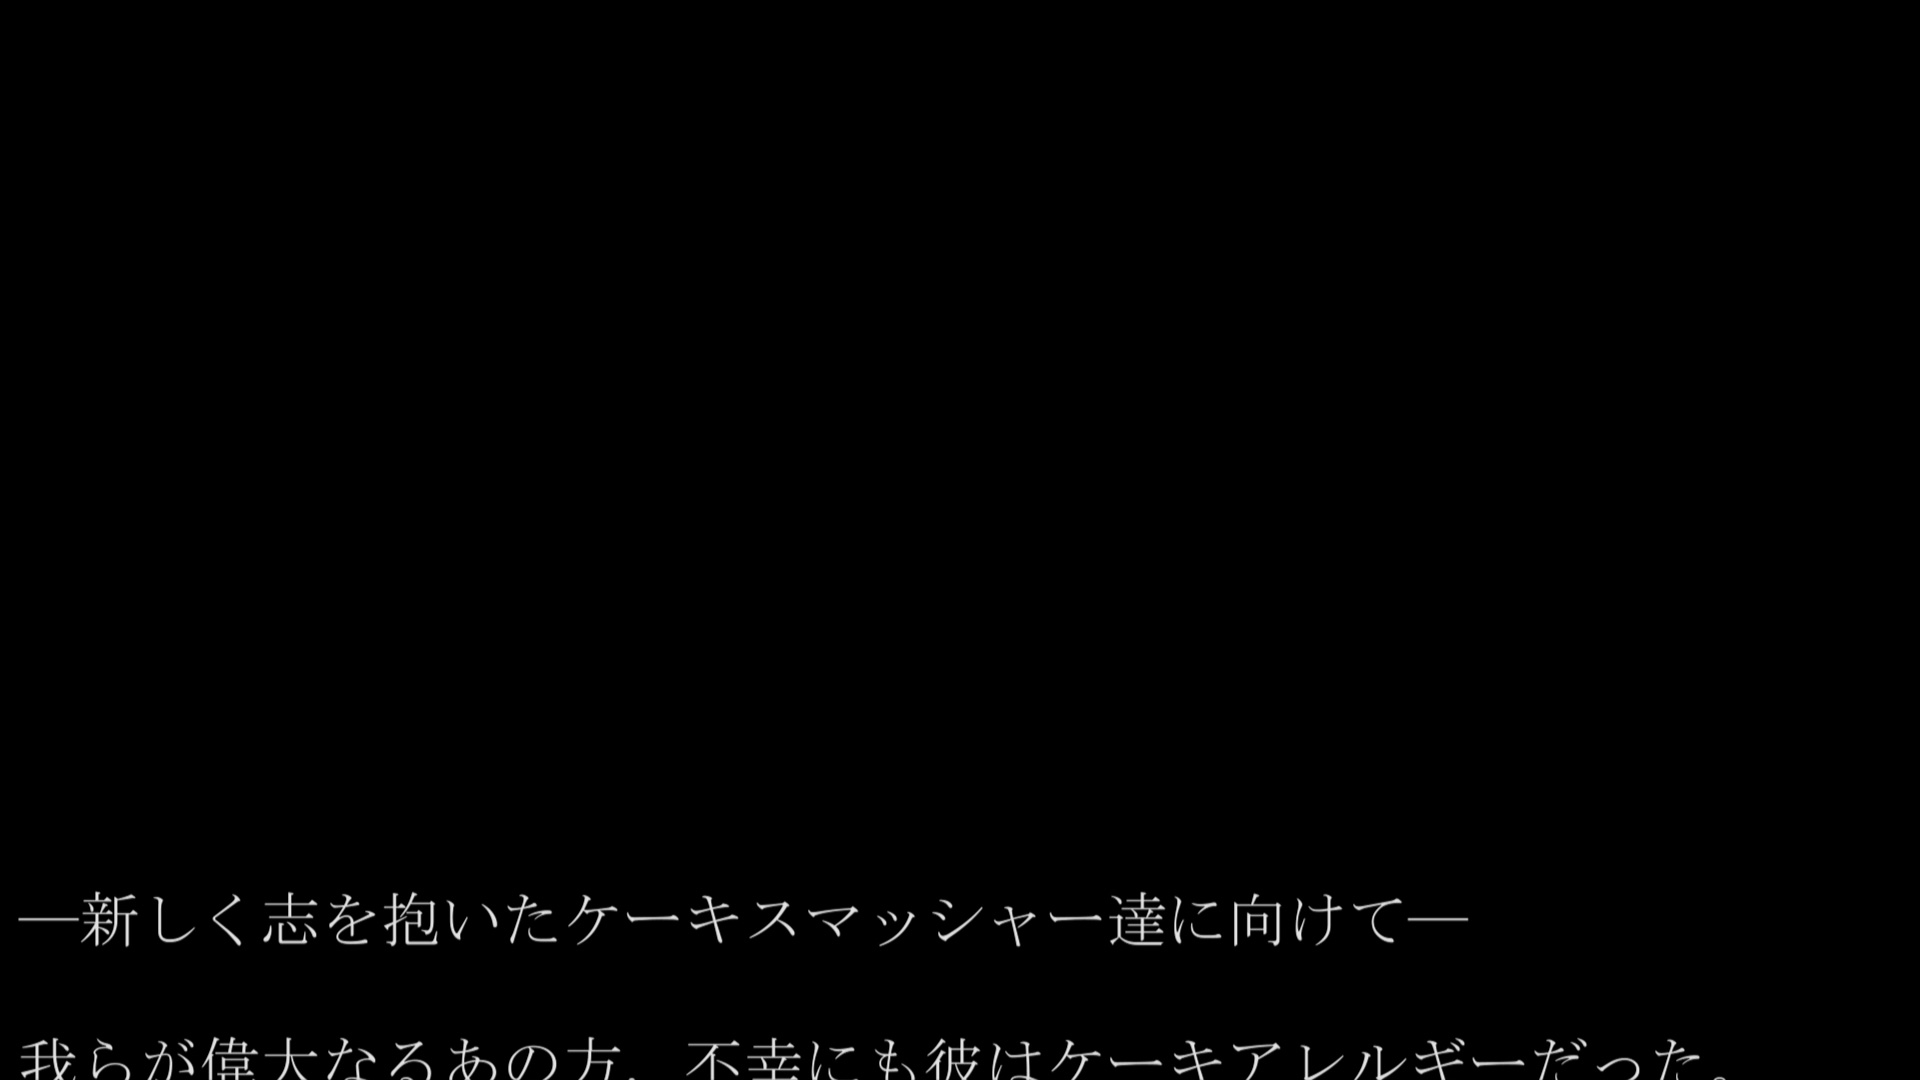 ―新しく志を抱いたケーキスマッシャー達に向けて―
我らが偉大なるあの方、不幸にも彼はケーキアレルギーだった。